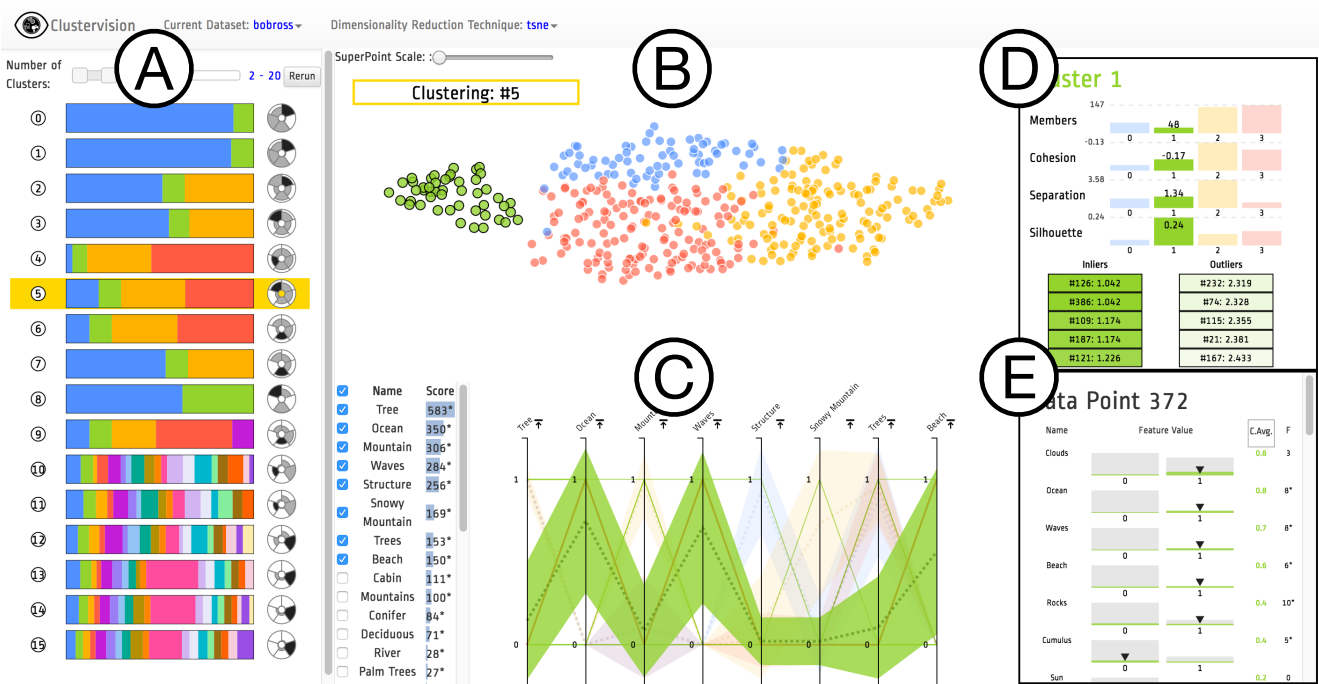 Clustervision
Current Dataset: bobross
Dimensionality Reduction Technique: tsne
Number of
Clusters:
2 - 20
Rerun
A
0
1
2
3
4
5
6
7
8
9
10
11
12
13
14
15
SuperPoint Scale: :
B
Clustering: #5
C
Name Score
Tree 583*
Ocean 350*
Mountain 306*
Waves 284*
Structure 256*
Snowy
Mountain 169*
Trees 153*
Beach 150*
Cabin 111*
Mountains 100*
Conifer 84*
Deciduous 71*
River 28*
Palm Trees 27*
Tree
Ocean
Mount
Waves
Structure
Snowy Mountain
Trees
Beach
1 1 1 1 1 1 1
0 0 0 0 0 0 0
D
uster 1
147
Members
48
0 1 2 3
-0.13
Cohesion
-0.17
0 1 2 3
3.58
Separation
1.34
0 1 2 3
0.24
Silhouette
0.24
0 1 2 3
Inliers Outliers
#126: 1.042 #232: 2.319
#386: 1.042 #74: 2.328
#109: 1.174 #115: 2.355
#187: 1.174 #21: 2.381
#121: 1.226 #167: 2.433
E
ata Point 372
Name Feature Value C.Avg. F
Clouds 0.8 3
0 1
Ocean 0.8 8*
0 1
Waves 0.7 8*
0 1
Beach 0.6 6*
0 1
Rocks 0.4 10*
0 1
Cumulus 0.4 5*
0 1
Sun 0.2 0